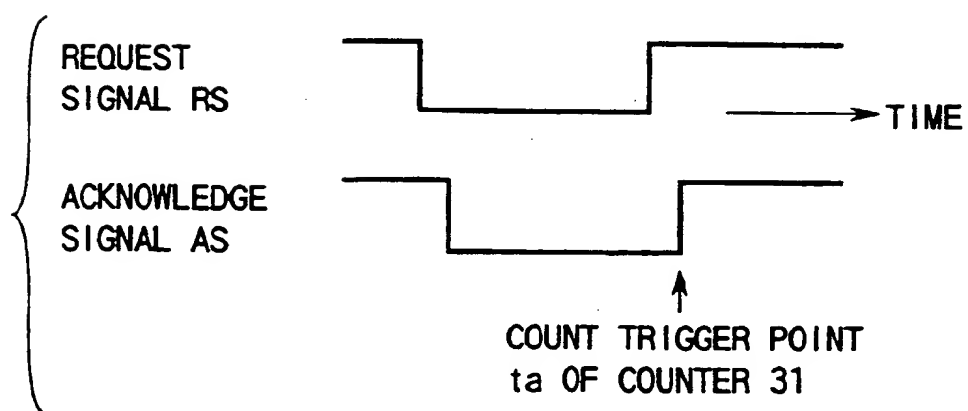 REQUEST
SIGNAL RS
TIME
ACKNOWLEDGE
SIGNAL AS
COUNT TRIGGER POINT
ta OF COUNTER 31